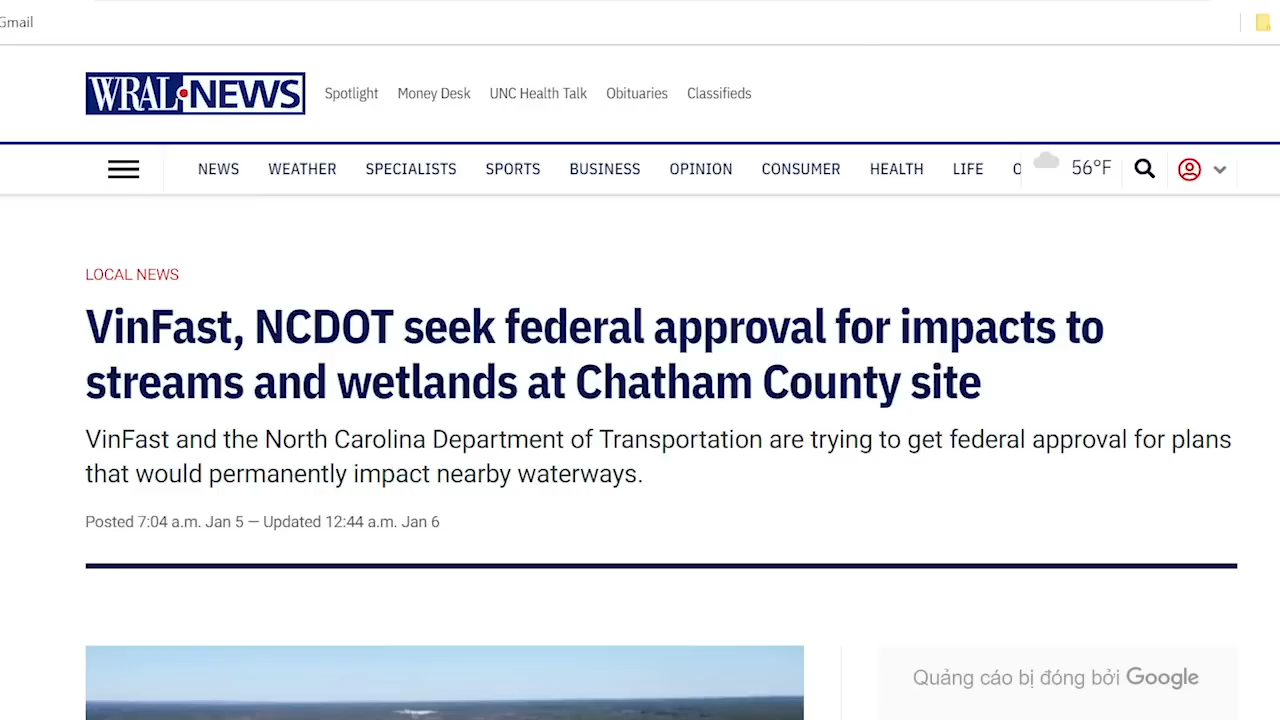 Gmail
WRAL NEWS
Spotlight Money Desk UNC Health Talk Obituaries Classifieds
NEWS WEATHER SPECIALISTS SPORTS BUSINESS OPINION CONSUMER HEALTH LIFE 56°F
LOCAL NEWS
VinFast, NCDOT seek federal approval for impacts to
streams and wetlands at Chatham County site
VinFast and the North Carolina Department of Transportation are trying to get federal approval for plans
that would permanently impact nearby waterways.
Posted 7:04 a.m. Jan 5 — Updated 12:44 a.m. Jan 6
Quảng cáo bị đóng bởi Google